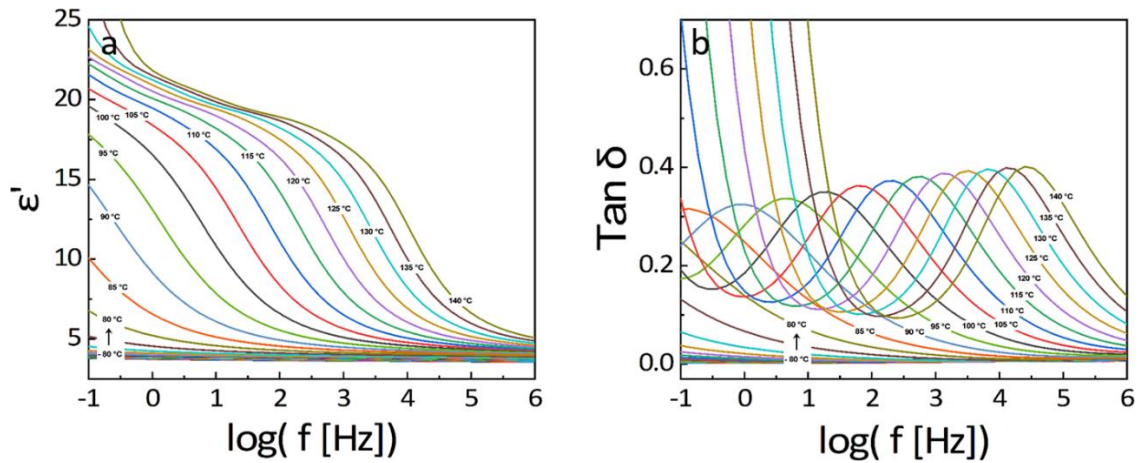 a
25
20
15
10
5
ε'
100 °C
105 °C
110 °C
95 °C
115 °C
120 °C
90 °C
125 °C
130 °C
85 °C
135 °C
80 °C
140 °C
-80°C
-1 0 1 2 3 4 5 6
log( f [Hz])
b
0.6
0.4
0.2
0.0
Tan δ
140 °C
135 °C
130 °C
125 °C
120 °C
115 °C
80 °C
85 °C
90 °C
95 °C
100 °C
105 °C
110 °C
-80°C
-1 0 1 2 3 4 5 6
log( f [Hz])